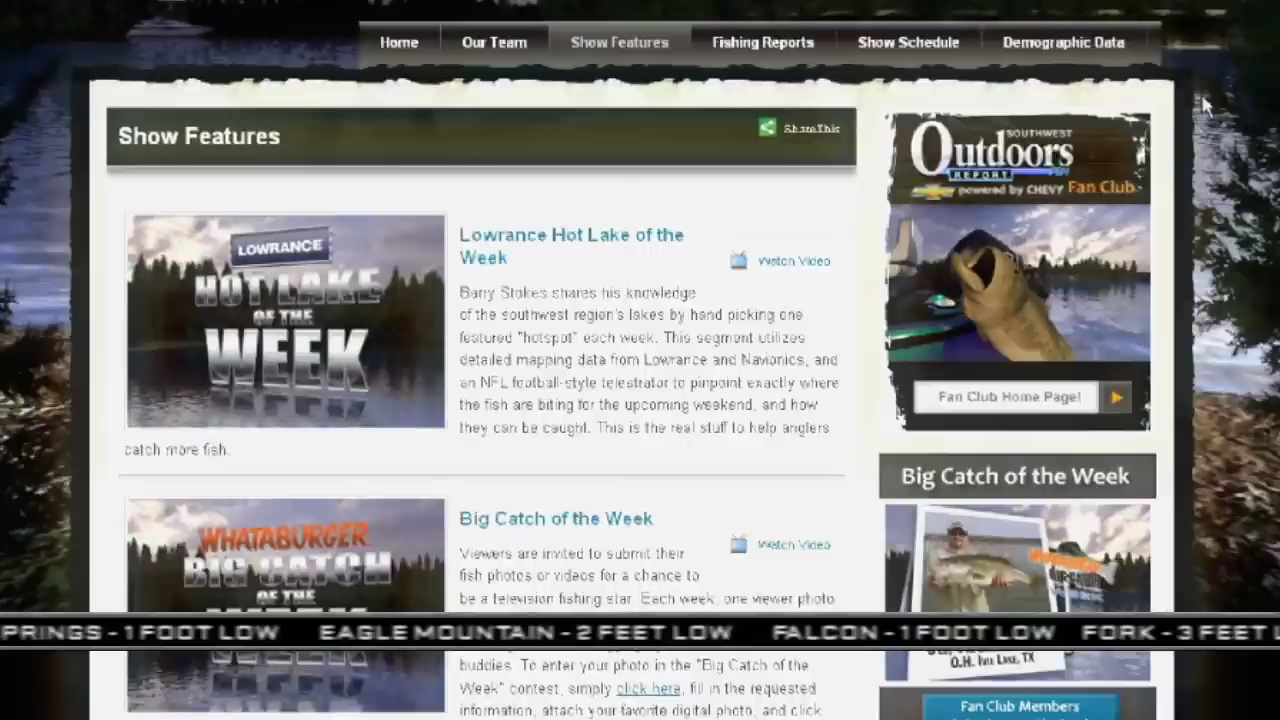 Home Our Team Show Features Fishing Reports Show Schedule Demographic Data
Show Features
ShareThis
LOWRANCE
HOT LAKE
OF THE
WEEK
Lowrance Hot Lake of the
Week
Watch Video
Barry Stokes shares his knowledge
of the southwest region's lakes by hand picking one
featured "hotspot" each week. This segment utilizes
detailed mapping data from Lowrance and Navionics, and
an NFL football-style telestrator to pinpoint exactly where
the fish are biting for the upcoming weekend, and how
they can be caught. This is the real stuff to help anglers
catch more fish.
WHATABURGER
BIG CATCH
OF THE
Big Catch of the Week
Watch Video
Viewers are invited to submit their
fish photos or videos for a chance to
be a television fishing star. Each week, one viewer photo
buddies. To enter your photo in the "Big Catch of the
Week" contest, simply click here, fill in the requested
information, attach your favorite digital photo, and click
SOUTHWEST
Outdoors
REPORT
powered by CHEVY Fan Club
Fan Club Home Page!
Big Catch of the Week
O.H. Ivie Lake, TX
Fan Club Members
PRINGS - 1 FOOT LOW EAGLE MOUNTAIN - 2 FEET LOW FALCON - 1 FOOT LOW FORK - 3 FEET L